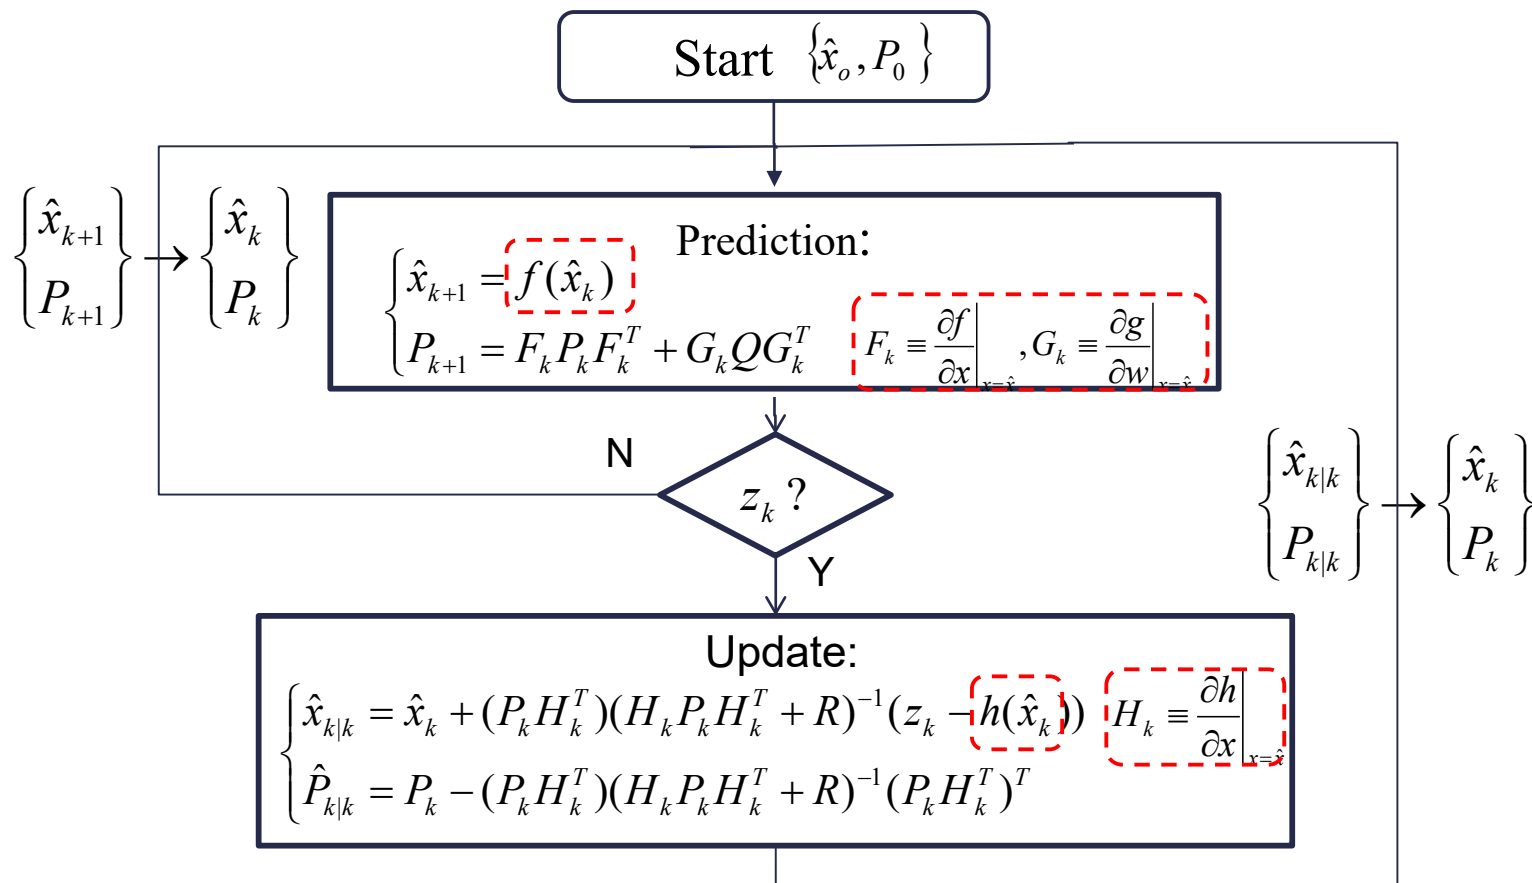 Start {x̂_o, P_0}
{x̂_{k+1} P_{k+1}} → {x̂_k P_k}
Prediction:
x̂_{k+1} = f(x̂_k)
P_{k+1} = F_k P_k F_k^T + G_k Q G_k^T
F_k ≡ ∂f/∂x |_{x=x̂} , G_k ≡ ∂g/∂w |_{x=x̂}
N
z_k ?
{x̂_{k|k} P_{k|k}} → {x̂_k P_k}
Y
Update:
x̂_{k|k} = x̂_k + (P_k H_k^T)(H_k P_k H_k^T + R)^{-1}(z_k − h(x̂_k))
H_k ≡ ∂h/∂x |_{x=x̂}
P̂_{k|k} = P_k − (P_k H_k^T)(H_k P_k H_k^T + R)^{-1}(P_k H_k^T)^T